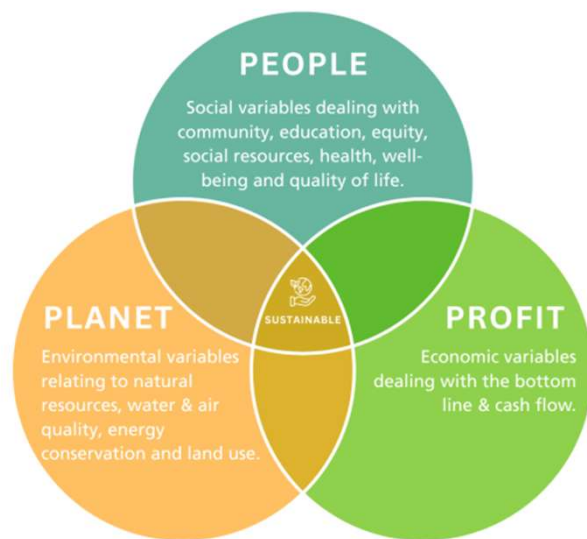 PEOPLE
Social variables dealing with
community, education, equity,
social resources, health, well-
being and quality of life.
SUSTAINABLE
PLANET
Environmental variables
relating to natural
resources, water & air
quality, energy
conservation and land use.
PROFIT
Economic variables
dealing with the bottom
line & cash flow.